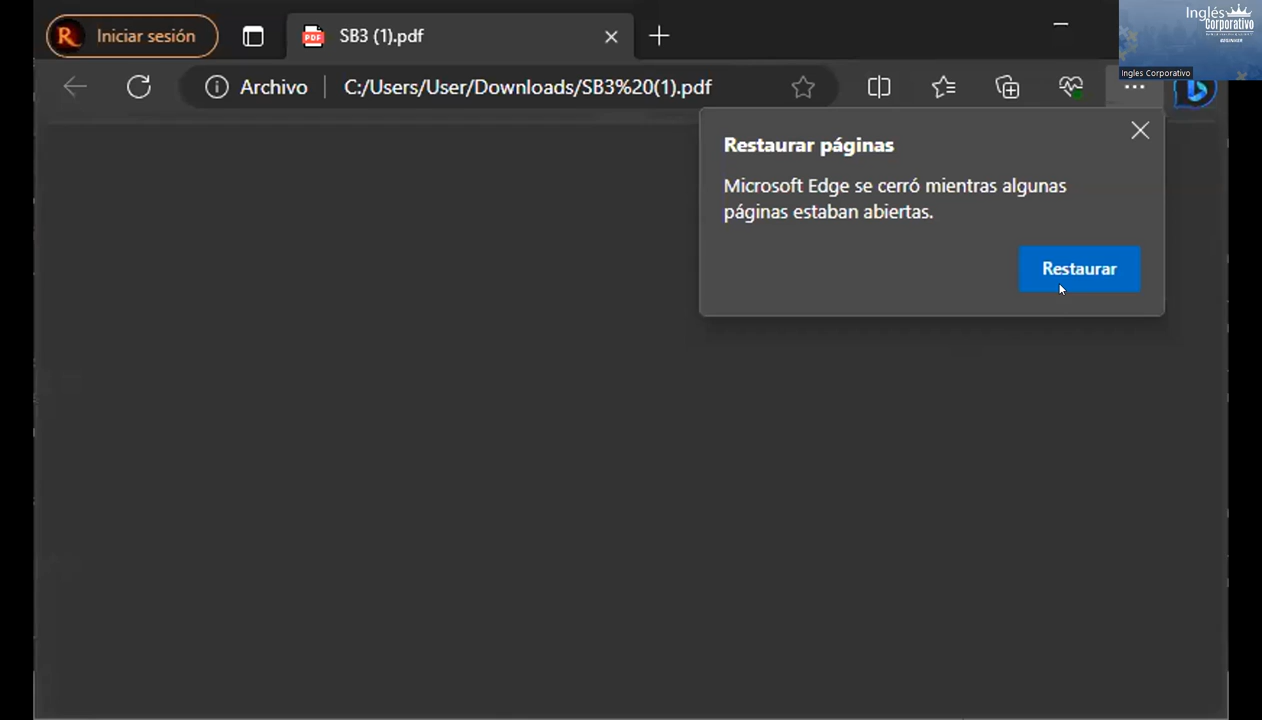 Iniciar sesión
SB3 (1).pdf
Inglés
Corporativo
BEGINNER
Ingles Corporativo
Archivo
C:/Users/User/Downloads/SB3%20(1).pdf
Restaurar páginas
Microsoft Edge se cerró mientras algunas
páginas estaban abiertas.
Restaurar